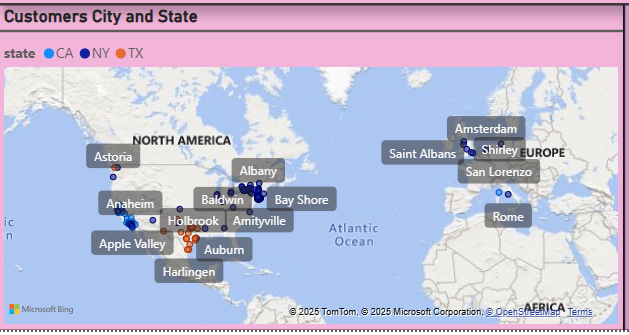 Customers City and State
state CA NY TX
NORTH AMERICA
Amsterdam
Astoria
Saint Albans
Shirley
EUROPE
Albany
San Lorenzo
Anaheim
Baldwin
Bay Shore
Holbrook
Amityville
Rome
Apple Valley
Auburn
Atlantic
Ocean
Harlingen
AFRICA
Microsoft Bing
© 2025 TomTom, © 2025 Microsoft Corporation, © OpenStreetMap Terms